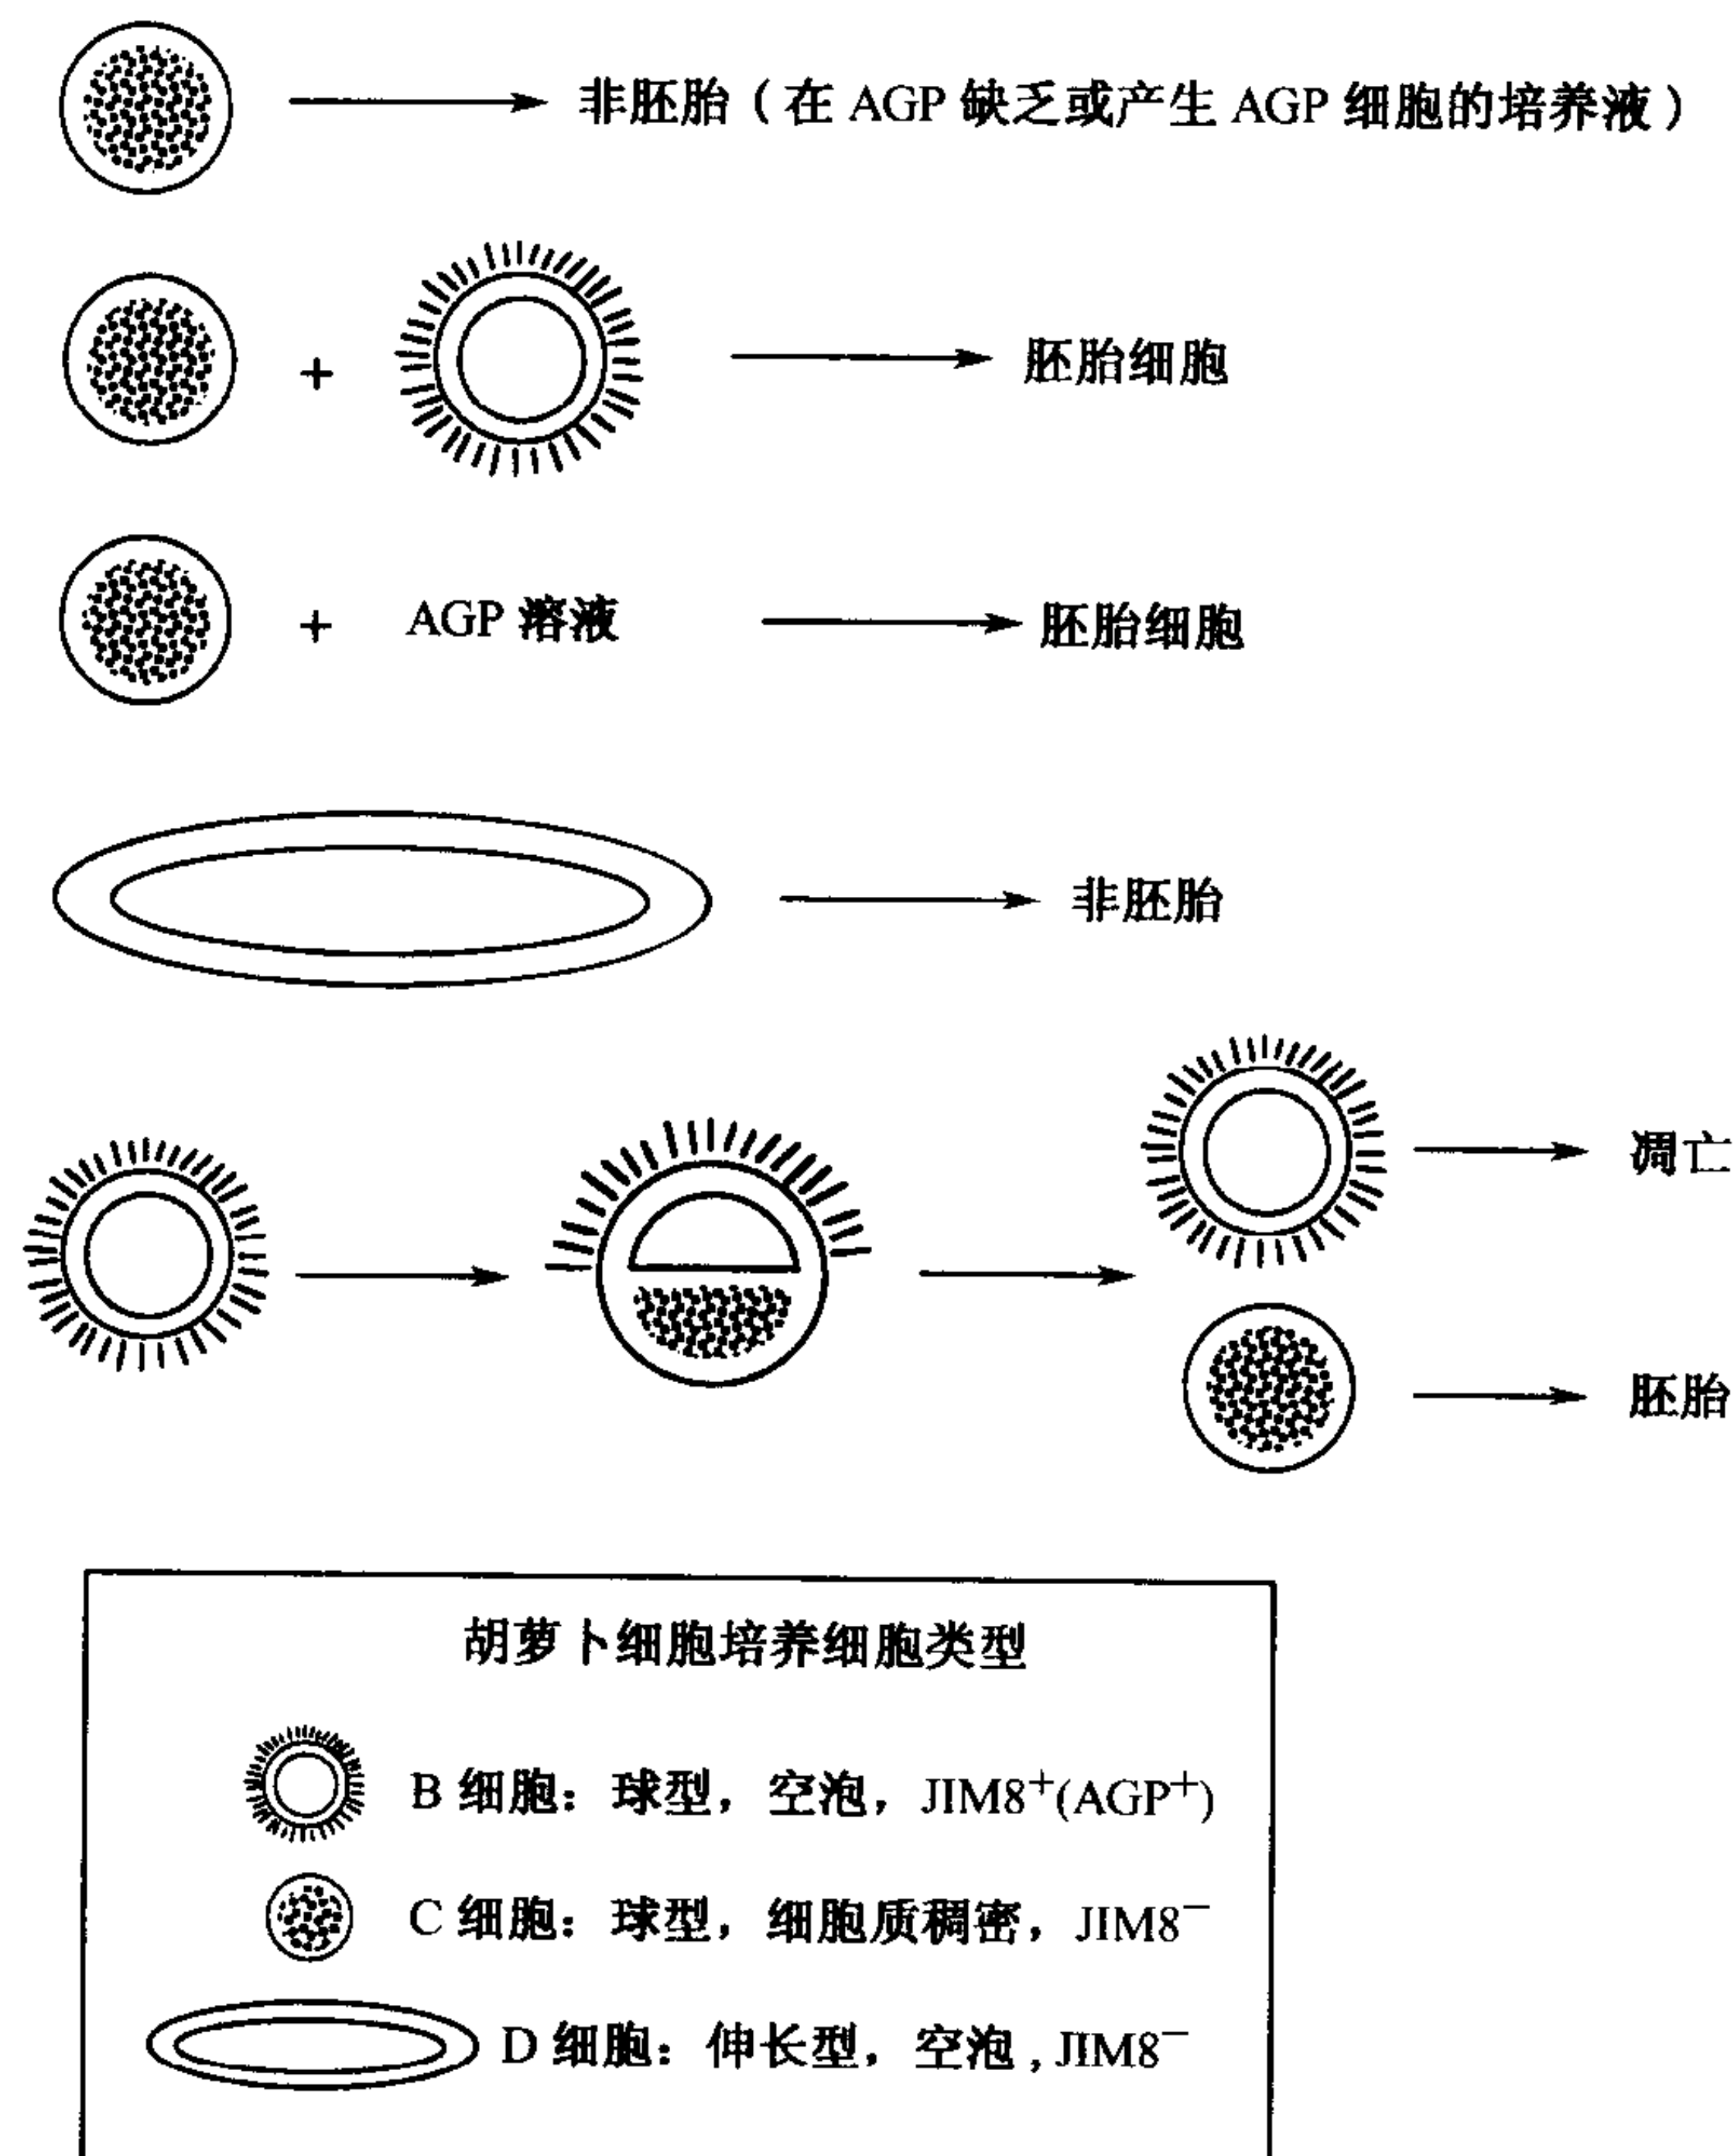 非胚胎（在 AGP 缺乏或产生 AGP 细胞的培养液）
+
胚胎细胞
+ AGP 溶液
胚胎细胞
非胚胎
凋亡
胚胎
胡萝卜细胞培养细胞类型
B 细胞：球型，空泡，JIM8⁺(AGP⁺)
C 细胞：球型，细胞质稠密，JIM8⁻
D 细胞：伸长型，空泡，JIM8⁻